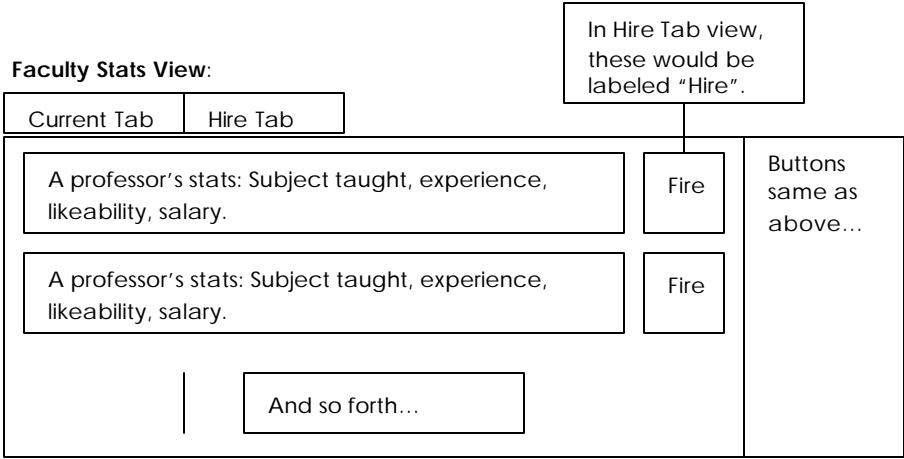 In Hire Tab view,
these would be
labeled “Hire”.
Faculty Stats View:
Current Tab
Hire Tab
A professor’s stats: Subject taught, experience,
likeability, salary.
Fire
Buttons
same as
above…
A professor’s stats: Subject taught, experience,
likeability, salary.
Fire
And so forth…